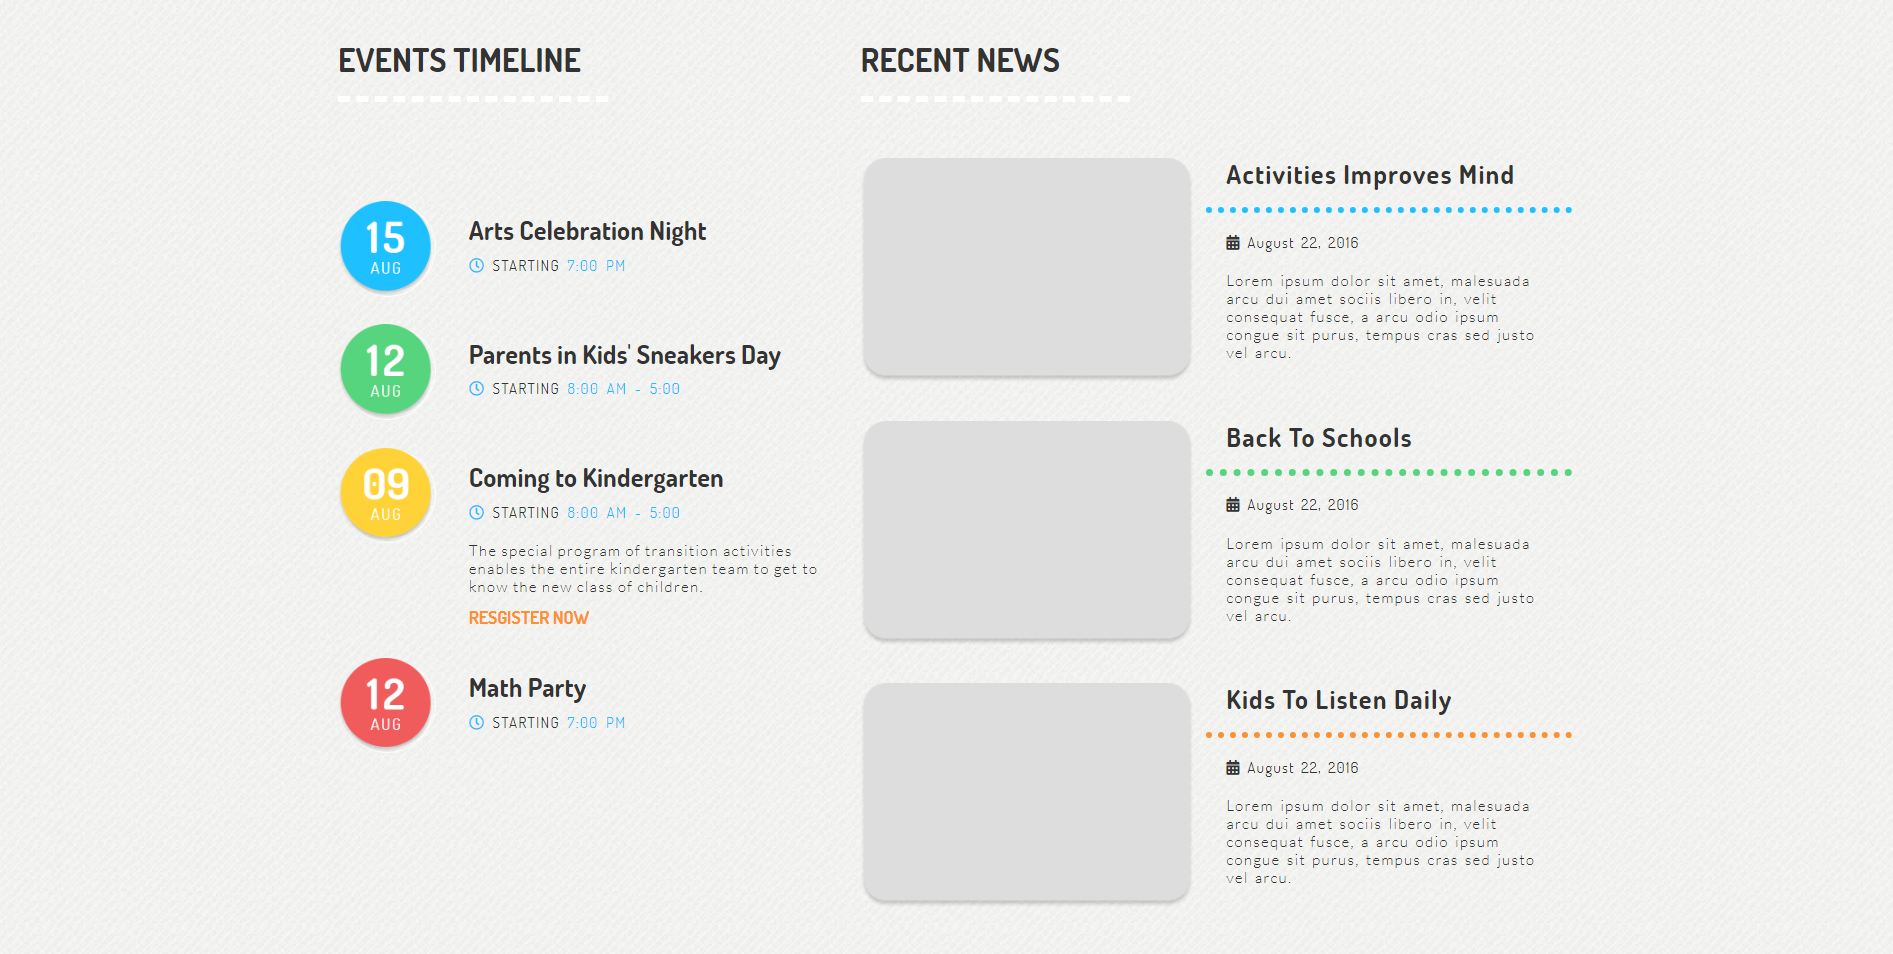 EVENTS TIMELINE
15
AUG
Arts Celebration Night
STARTING 7:00 PM
12
AUG
Parents in Kids' Sneakers Day
STARTING 8:00 AM - 5:00
09
AUG
Coming to Kindergarten
STARTING 8:00 AM - 5:00
The special program of transition activities
enables the entire kindergarten team to get to
know the new class of children.
RESGISTER NOW
12
AUG
Math Party
STARTING 7:00 PM
RECENT NEWS
Activities Improves Mind
August 22, 2016
Lorem ipsum dolor sit amet, malesuada
arcu dui amet sociis libero in, velit
consequat fusce, a arcu odio ipsum
congue sit purus, tempus cras sed justo
vel arcu.
Back To Schools
August 22, 2016
Lorem ipsum dolor sit amet, malesuada
arcu dui amet sociis libero in, velit
consequat fusce, a arcu odio ipsum
congue sit purus, tempus cras sed justo
vel arcu.
Kids To Listen Daily
August 22, 2016
Lorem ipsum dolor sit amet, malesuada
arcu dui amet sociis libero in, velit
consequat fusce, a arcu odio ipsum
congue sit purus, tempus cras sed justo
vel arcu.